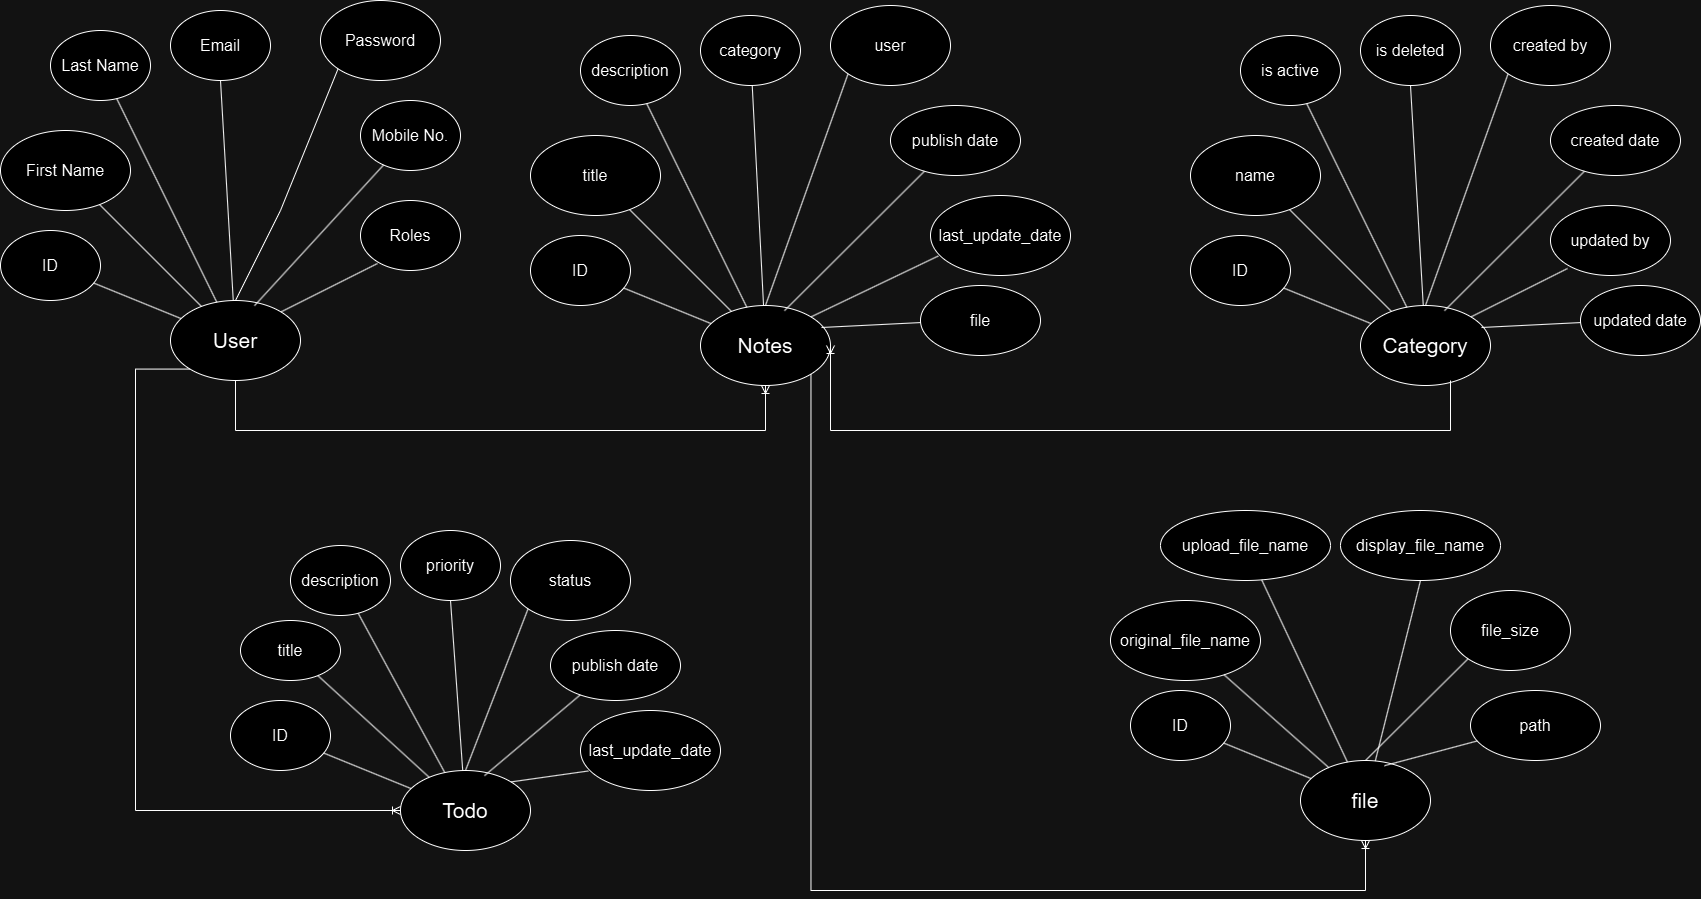 Last Name
Email
Password
Mobile No.
First Name
Roles
ID
User
description
category
user
title
publish date
last_update_date
ID
file
Notes
is active
is deleted
created by
name
created date
updated by
ID
updated date
Category
description
priority
status
title
publish date
ID
last_update_date
Todo
upload_file_name
display_file_name
original_file_name
file_size
ID
path
file